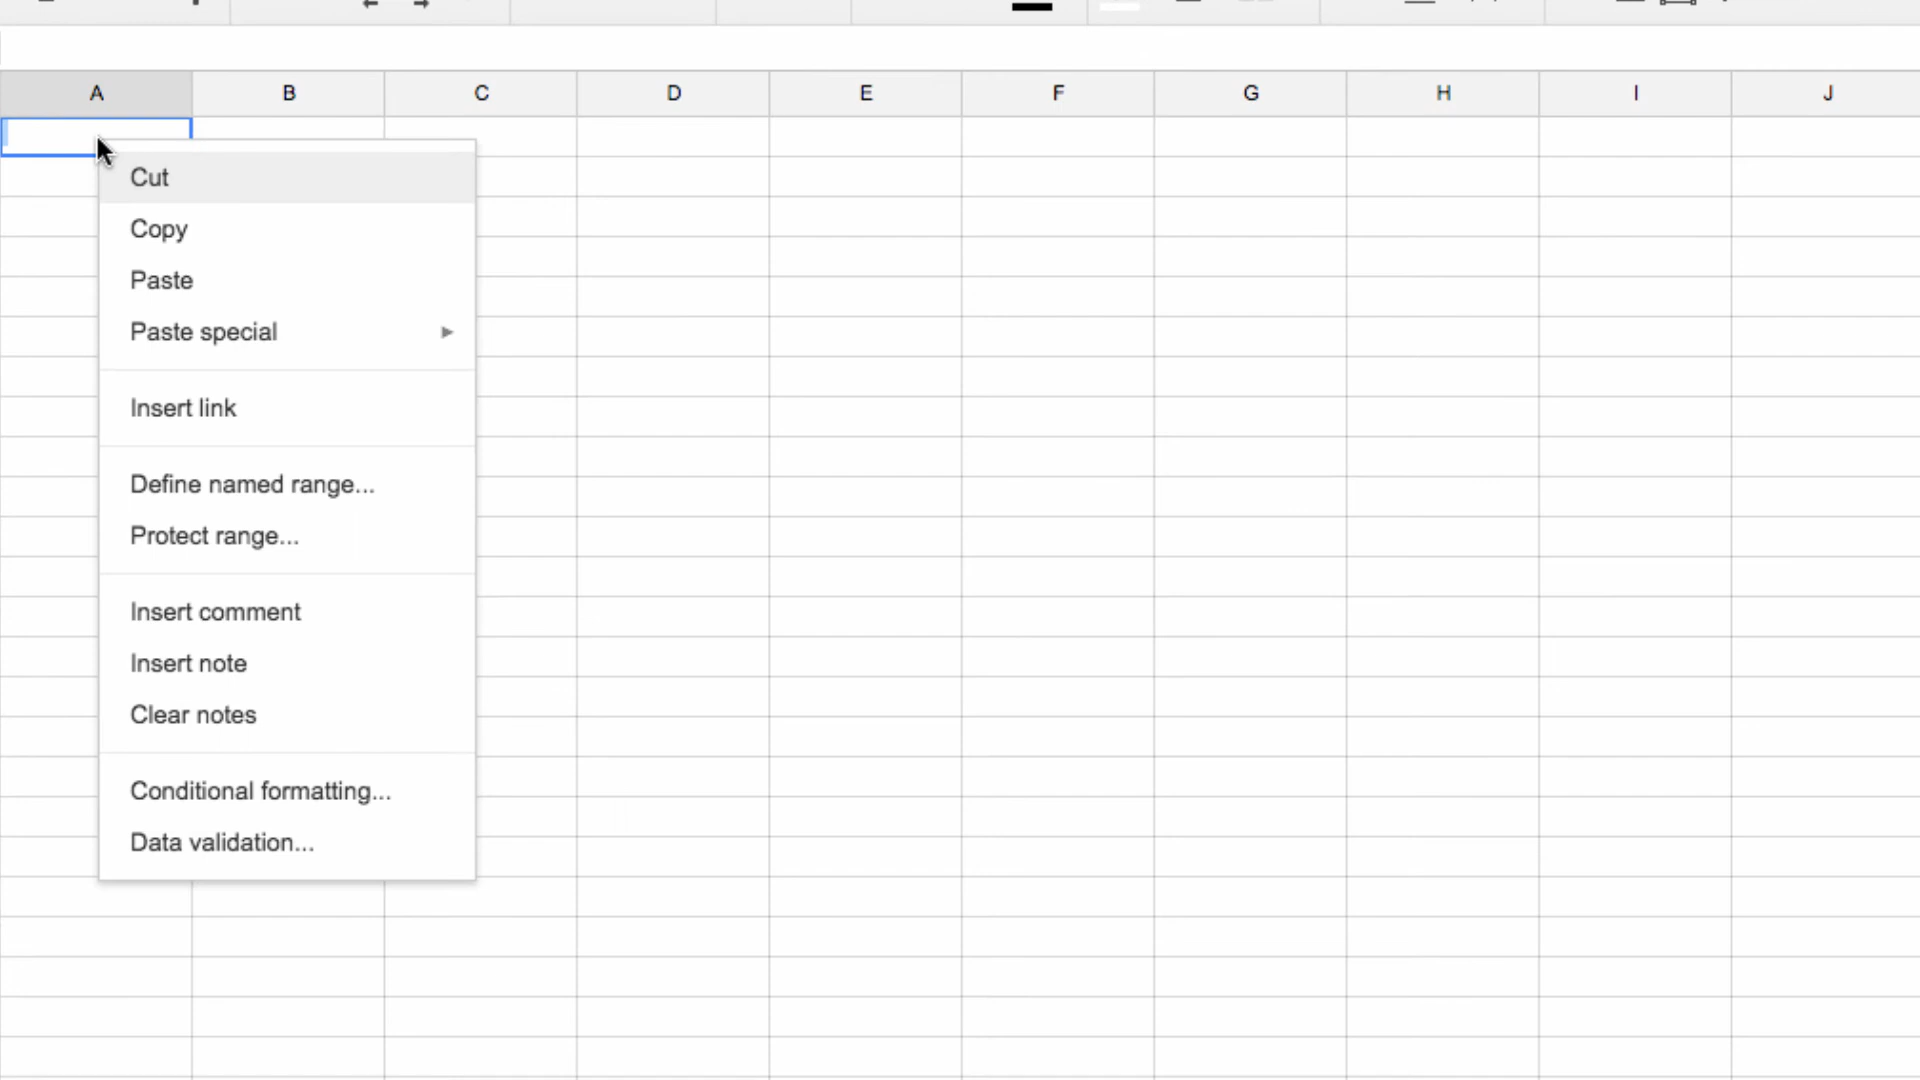 A B C D E F G H I J
Cut
Copy
Paste
Paste special
Insert link
Define named range...
Protect range...
Insert comment
Insert note
Clear notes
Conditional formatting...
Data validation...